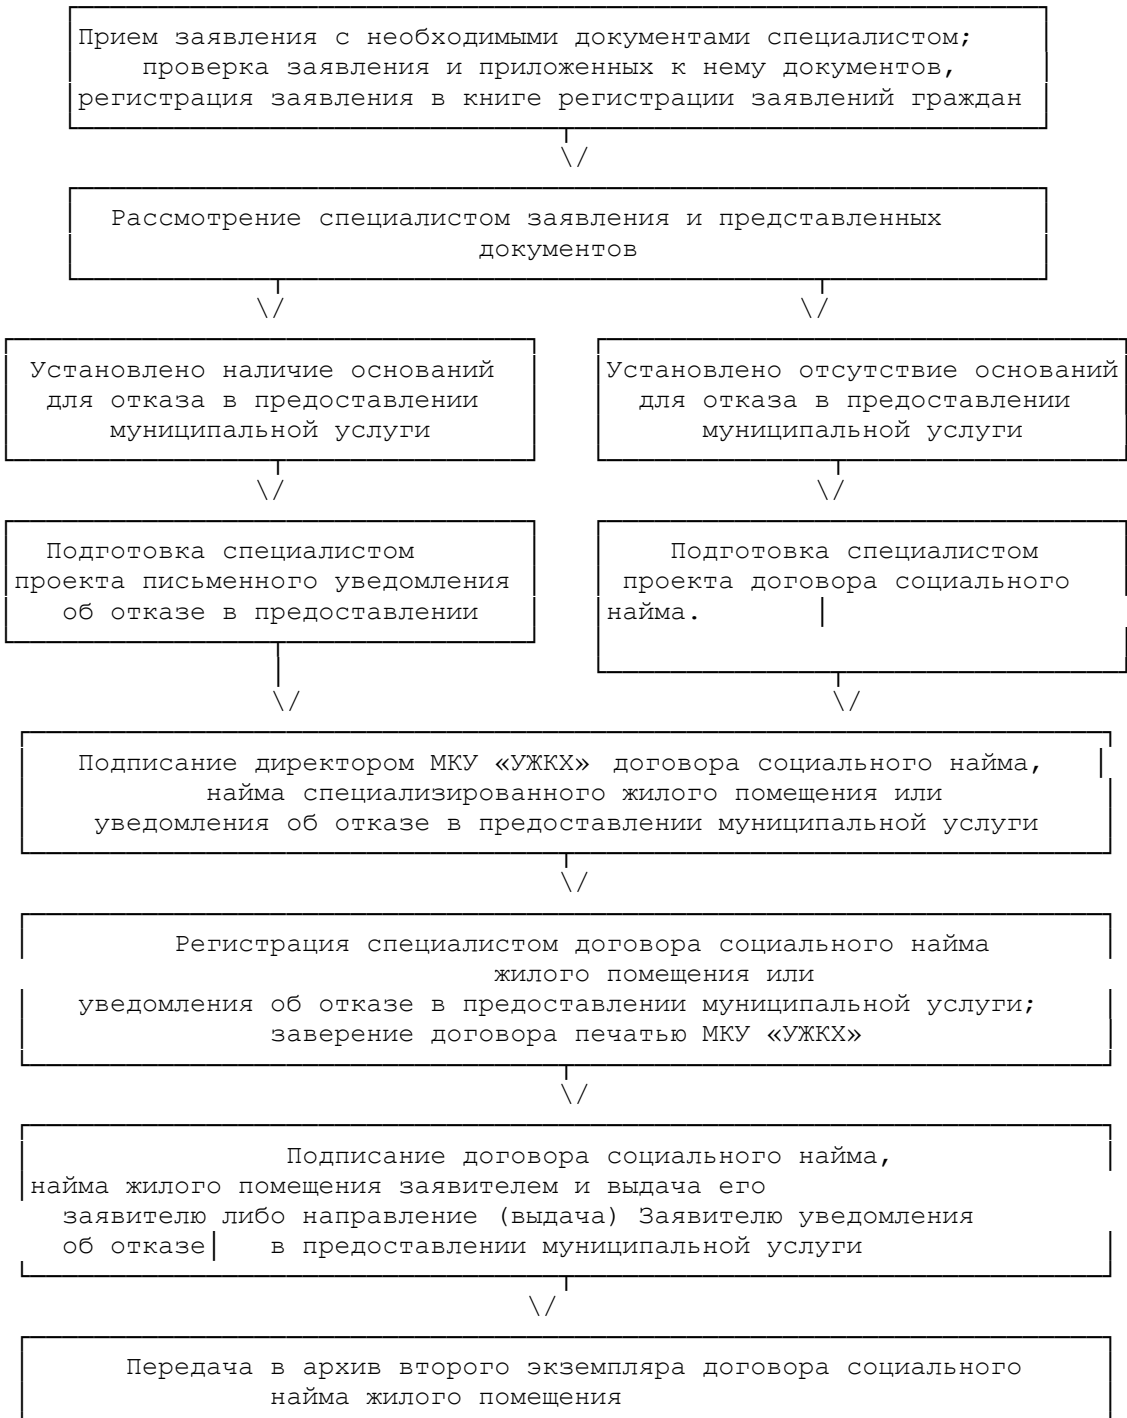 Прием заявления с необходимыми документами специалистом;
проверка заявления и приложенных к нему документов,
регистрация заявления в книге регистрации заявлений граждан
Рассмотрение специалистом заявления и представленных
документов
Установлено наличие оснований
для отказа в предоставлении
муниципальной услуги
Установлено отсутствие оснований
для отказа в предоставлении
муниципальной услуги
Подготовка специалистом
проекта письменного уведомления
об отказе в предоставлении
Подготовка специалистом
проекта договора социального
найма.
Подписание директором МКУ «УЖКХ» договора социального найма,
найма специализированного жилого помещения или
уведомления об отказе в предоставлении муниципальной услуги
Регистрация специалистом договора социального найма
жилого помещения или
уведомления об отказе в предоставлении муниципальной услуги;
заверение договора печатью МКУ «УЖКХ»
Подписание договора социального найма,
найма жилого помещения заявителем и выдача его
заявителю либо направление (выдача) Заявителю уведомления
об отказе в предоставлении муниципальной услуги
Передача в архив второго экземпляра договора социального
найма жилого помещения